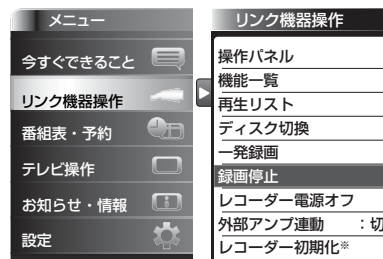 メニュー
今すぐできること
リンク機器操作
番組表・予約
テレビ操作
お知らせ・情報
設定
リンク機器操作
操作パネル
機能一覧
再生リスト
ディスク切換
一発録画
録画停止
レコーダー電源オフ
外部アンプ連動 ：切
レコーダー初期化※